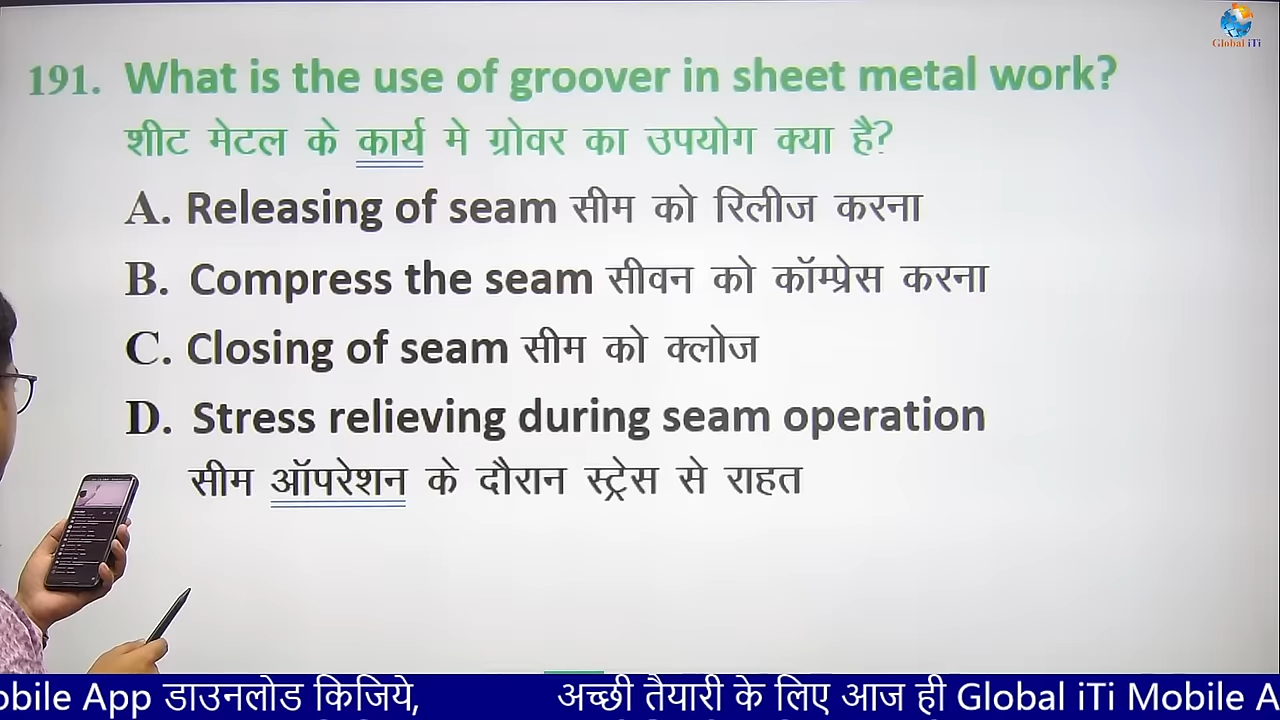 Global iTi
191. What is the use of groover in sheet metal work?
शीट मेटल के कार्य मे ग्रोवर का उपयोग क्या है?
A. Releasing of seam सीम को रिलीज करना
B. Compress the seam सीवन को कॉम्प्रेस करना
C. Closing of seam सीम को क्लोज
D. Stress relieving during seam operation
सीम ऑपरेशन के दौरान स्ट्रेस से राहत
obile App डाउनलोड किजिये, अच्छी तैयारी के लिए आज ही Global iTi Mobile A